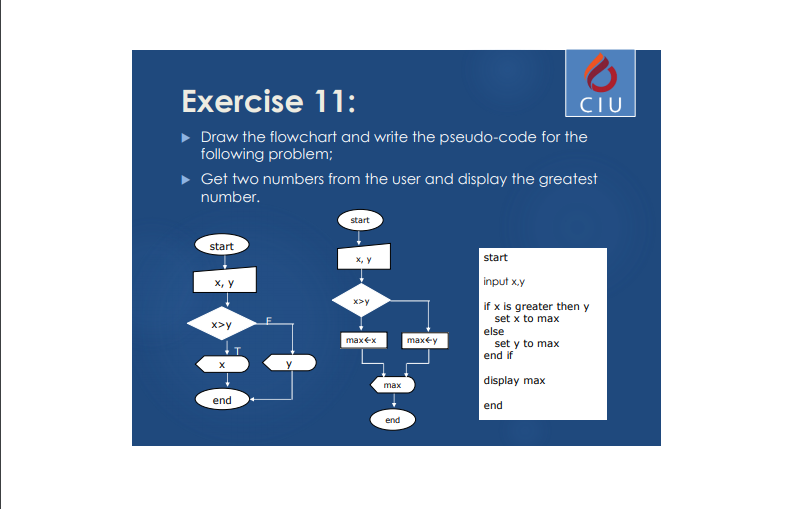 CIU
Exercise 11:
Draw the flowchart and write the pseudo-code for the
following problem;
Get two numbers from the user and display the greatest
number.
start
x, y
x>y
F
T
x
y
end
start
x, y
x>y
max←x
max←y
max
end
start
input x,y
if x is greater then y
set x to max
else
set y to max
end if
display max
end